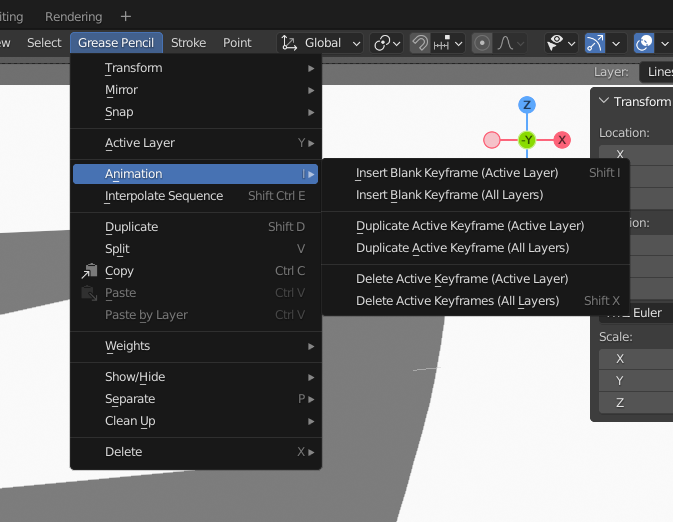 iting Rendering +
ew Select Grease Pencil Stroke Point Global
Layer: Lines
Transform
Mirror
Snap
Active Layer Y
Animation I
Interpolate Sequence Shift Ctrl E
Duplicate Shift D
Split V
Copy Ctrl C
Paste Ctrl V
Paste by Layer Ctrl V
Weights
Show/Hide
Separate P
Clean Up
Delete X
Insert Blank Keyframe (Active Layer) Shift I
Insert Blank Keyframe (All Layers)
Duplicate Active Keyframe (Active Layer)
Duplicate Active Keyframe (All Layers)
Delete Active Keyframe (Active Layer)
Delete Active Keyframes (All Layers) Shift X
Z
-Y X
Transform
Location:
X
ion:
Euler
Scale:
X
Y
Z